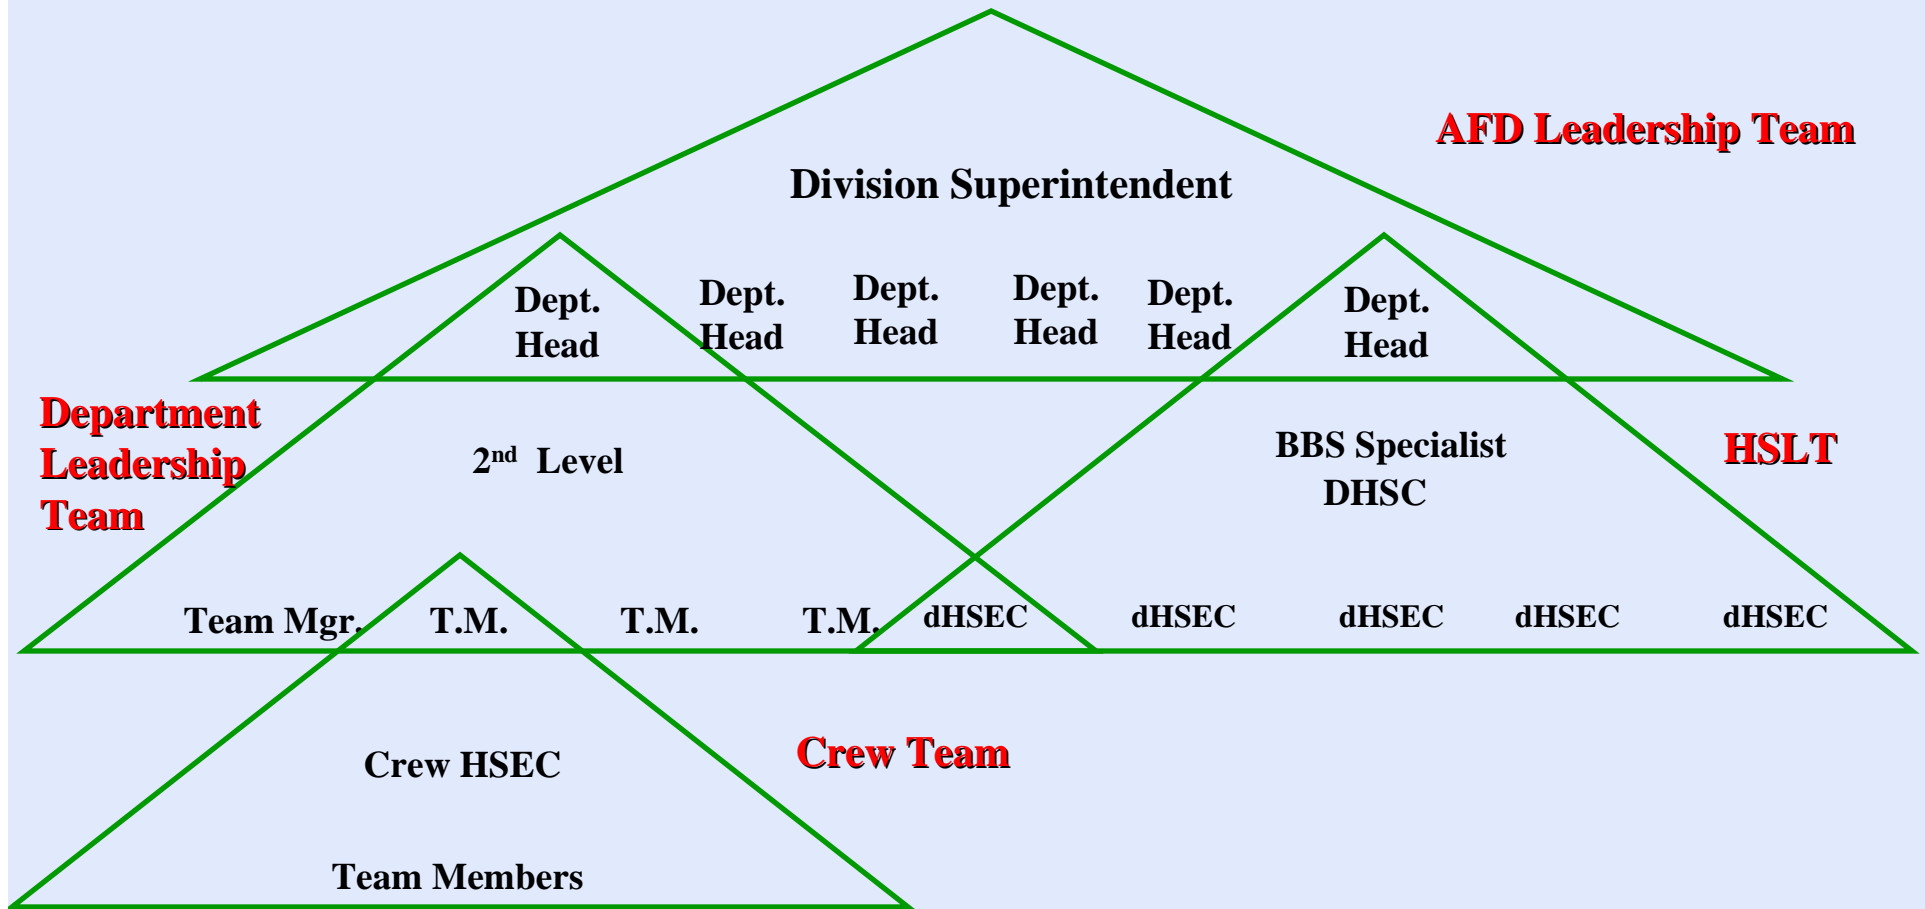 AFD Leadership Team
Division Superintendent
Dept.
Head
Dept.
Head
Dept.
Head
Dept.
Head
Dept.
Head
Dept.
Head
Department
Leadership
Team
2nd Level
BBS Specialist
DHSC
HSLT
Team Mgr.
T.M.
T.M.
T.M.
dHSEC
dHSEC
dHSEC
dHSEC
dHSEC
Crew HSEC
Crew Team
Team Members